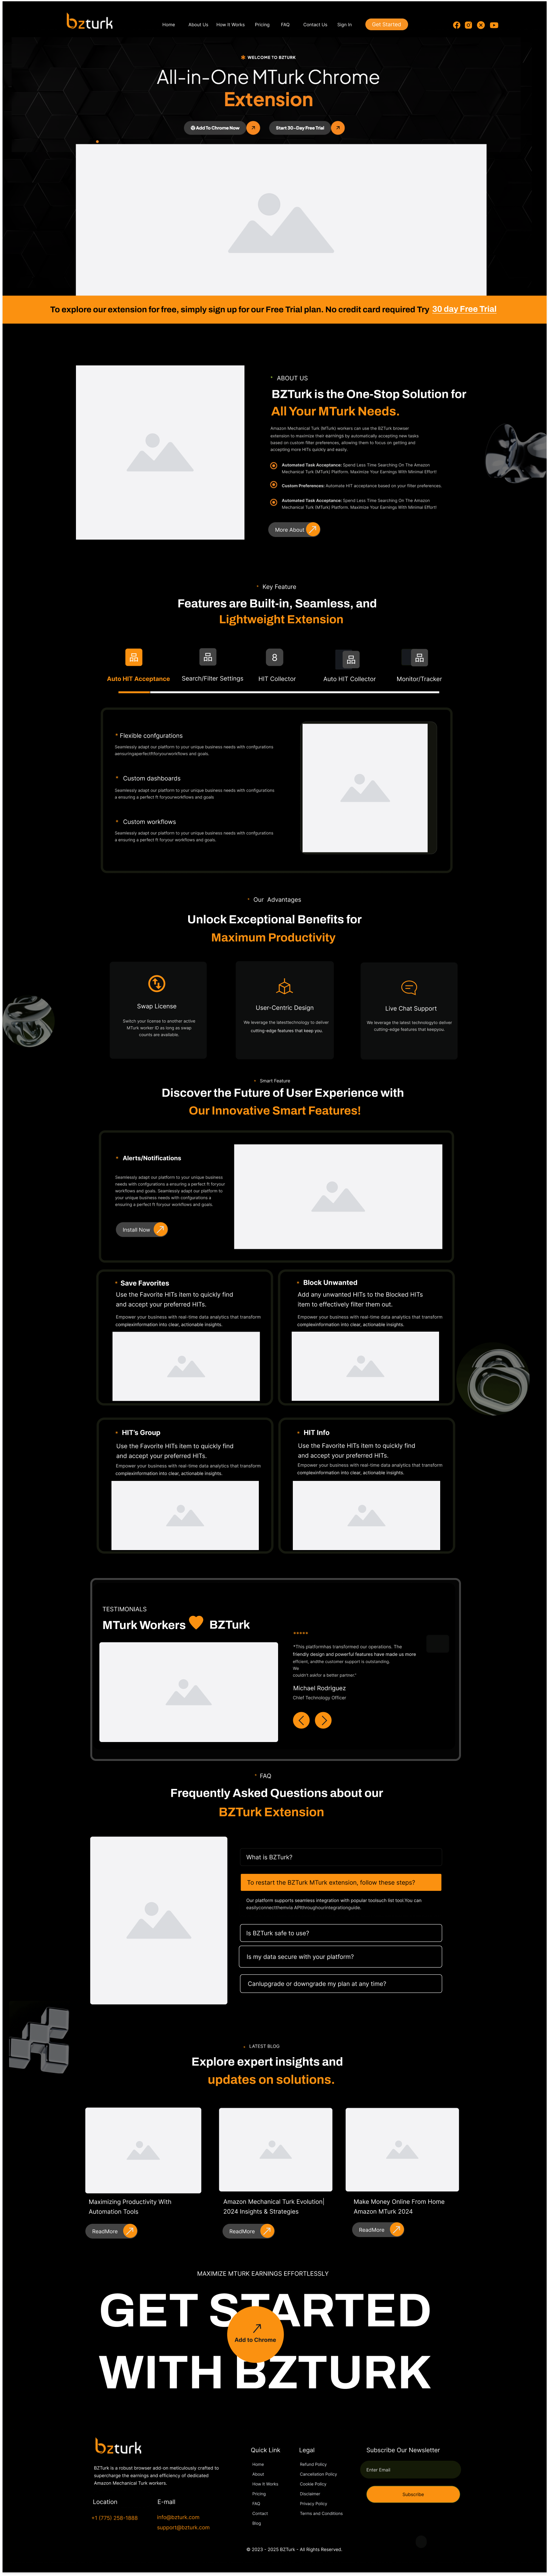 bzturk
Home About Us How It Works Pricing FAQ Contact Us Sign In Get Started
WELCOME TO BZTURK
All-in-One MTurk Chrome
Extension
Add To Chrome Now Start 30-Day Free Trial
To explore our extension for free, simply sign up for our Free Trial plan. No credit card required Try 30 day Free Trial
ABOUT US
BZTurk is the One-Stop Solution for
All Your MTurk Needs.
Amazon Mechanical Turk (MTurk) workers can use the BZTurk browser
extension to maximize their earnings by automatically accepting new tasks
based on custom filter preferences, allowing them to focus on getting and
accepting more HITs quickly and easily.
Automated Task Acceptance: Spend Less Time Searching On The Amazon
Mechanical Turk (MTurk) Platform. Maximize Your Earnings With Minimal Effort!
Custom Preferences: Automate HIT acceptance based on your filter preferences.
Automated Task Acceptance: Spend Less Time Searching On The Amazon
Mechanical Turk (MTurk) Platform. Maximize Your Earnings With Minimal Effort!
More About
Key Feature
Features are Built-in, Seamless, and
Lightweight Extension
8
Auto HIT Acceptance Search/Filter Settings HIT Collector Auto HIT Collector Monitor/Tracker
* Flexible confgurations
Seamlessly adapt our platform to your unique business needs with confgurations
aensuringaperfectfitforyourworkflows and goals.
* Custom dashboards
Seamlessly adapt our platform to your unique business needs with confgurations
a ensuring a perfect ft foryourworkflows and goals
* Custom workflows
Seamlessly adapt our platform to your unique business needs with confgurations
a ensuring a perfect ft foryour workflows and goals.
Our Advantages
Unlock Exceptional Benefits for
Maximum Productivity
Swap License
Switch your license to another active
MTurk worker ID as long as swap
counts are available.
User-Centric Design
We leverage the latesttechnology to deliver
cutting-edge features that keep you.
Live Chat Support
We leverage the latest technologyto deliver
cutting-edge features that keepyou.
Smart Feature
Discover the Future of User Experience with
Our Innovative Smart Features!
* Alerts/Notifications
Seamlessly adapt our platform to your unique business
needs with configurations a ensuring a perfect ft foryour
workflows and goals. Seamlessly adapt our platform to
your unique business needs with configurations a
ensuring a perfect ft foryour workflows and goals.
Install Now
* Save Favorites
Use the Favorite HITs item to quickly find
and accept your preferred HITs.
Empower your business with real-time data analytics that transform
complexinformation into clear, actionable insights.
* Block Unwanted
Add any unwanted HITs to the Blocked HITs
item to effectively filter them out.
Empower your business with real-time data analytics that transform
complexinformation into clear, actionable insights.
* HIT's Group
Use the Favorite HITs item to quickly find
and accept your preferred HITs.
Empower your business with real-time data analytics that transform
complexinformation into clear, actionable insights.
* HIT Info
Use the Favorite HITs item to quickly find
and accept your preferred HITs.
Empower your business with real-time data analytics that transform
complexinformation into clear, actionable insights.
TESTIMONIALS
MTurk Workers BZTurk
*****
"This platformhas transformed our operations. The
friendly design and powerful features have made us more
efficient, andthe customer support is outstanding,
We
couldn't askfor a better partner."
Michael Rodriguez
Chief Technology Officer
* FAQ
Frequently Asked Questions about our
BZTurk Extension
What is BZTurk?
To restart the BZTurk MTurk extension, follow these steps?
Our platform supports seamless integration with popular toolsuch list tool.You can
easilyconnectthemvia APIthroughourintegrationguide.
Is BZTurk safe to use?
Is my data secure with your platform?
Canlupgrade or downgrade my plan at any time?
LATEST BLOG
Explore expert insights and
updates on solutions.
Maximizing Productivity With
Automation Tools
ReadMore
Amazon Mechanical Turk Evolution|
2024 Insights & Strategies
ReadMore
Make Money Online From Home
Amazon MTurk 2024
ReadMore
MAXIMIZE MTURK EARNINGS EFFORTLESSLY
GET STARTED
Add to Chrome
WITH BZTURK
bzturk
BZTurk is a robust browser add-on meticulously crafted to
supercharge the earnings and efficiency of dedicated
Amazon Mechanical Turk workers.
Location E-mail
+1 (775) 258-1888
info@bzturk.com
support@bzturk.com
Quick Link
Home
About
How It Works
Pricing
FAQ
Contact
Blog
Legal
Refund Policy
Cancellation Policy
Cookie Policy
Disclaimer
Privacy Policy
Terms and Conditions
Subscribe Our Newsletter
Enter Email
Subscribe
© 2023 - 2025 BZTurk - All Rights Reserved.